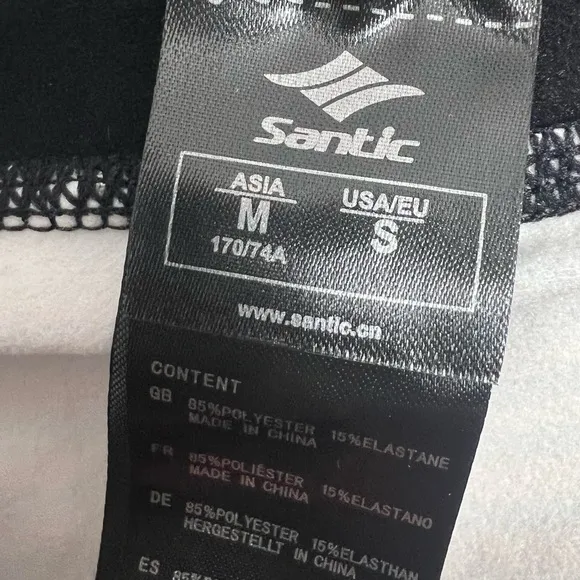 Santic
ASIA USA/EU
M S
170/74A
www.santic.cn
CONTENT
GB 85%POLYESTER 15%ELASTANE
MADE IN CHINA
FR 85%POLIÉSTER 15%ELASTANO
MADE IN CHINA
DE 85%POLYESTER 15%ELASTHAN
HERGESTELLT IN CHINA
ES